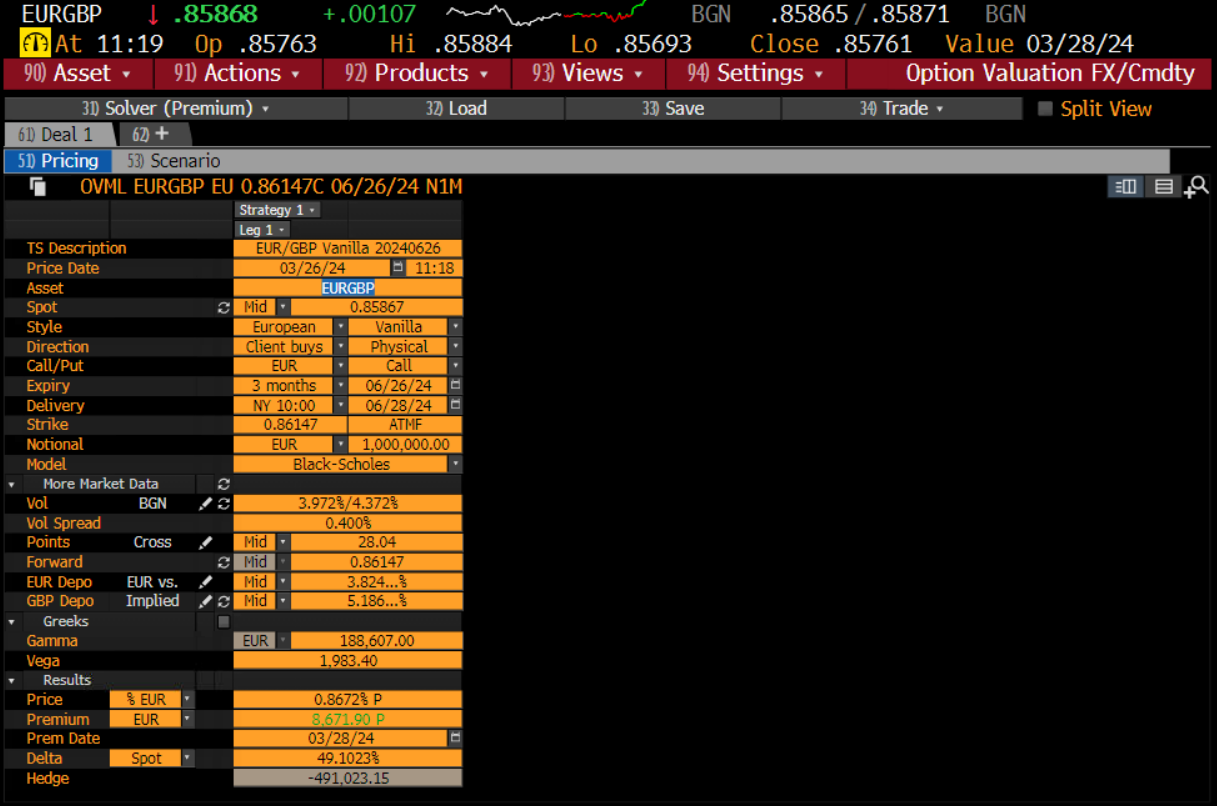 EURGBP ↓ .85868 +.00107 BGN .85865/.85871 BGN
At 11:19 Op .85763 Hi .85884 Lo .85693 Close .85761 Value 03/28/24
90) Asset 91) Actions 92) Products 93) Views 94) Settings Option Valuation FX/Cmdty
31) Solver (Premium) 32) Load 33) Save 34) Trade Split View
61) Deal 1 62) +
51) Pricing 53) Scenario
OVML EURGBP EU 0.86147C 06/26/24 N1M
Strategy 1
Leg 1
TS Description EUR/GBP Vanilla 20240626
Price Date 03/26/24 11:18
Asset EURGBP
Spot Mid 0.85867
Style European Vanilla
Direction Client buys Physical
Call/Put EUR Call
Expiry 3 months 06/26/24
Delivery NY 10:00 06/28/24
Strike 0.86147 ATMF
Notional EUR 1,000,000.00
Model Black-Scholes
More Market Data
Vol BGN 3.972%/4.372%
Vol Spread 0.400%
Points Cross Mid 28.04
Forward Mid 0.86147
EUR Depo EUR vs. Mid 3.824...%
GBP Depo Implied Mid 5.186...%
Greeks
Gamma EUR 188,607.00
Vega 1,983.40
Results
Price % EUR 0.8672% P
Premium EUR 8,671.90 P
Prem Date 03/28/24
Delta Spot 49.1023%
Hedge -491,023.15